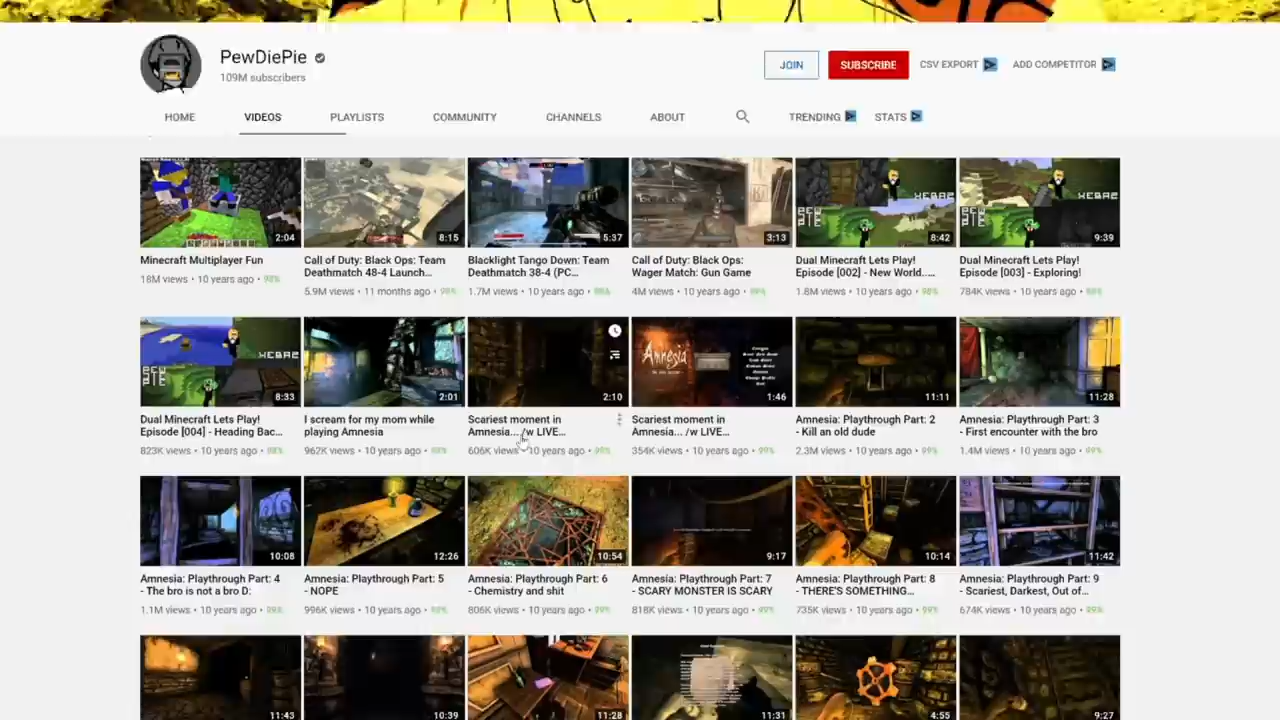 PewDiePie
109M subscribers
JOIN
SUBSCRIBE
CSV EXPORT
ADD COMPETITOR
HOME
VIDEOS
PLAYLISTS
COMMUNITY
CHANNELS
ABOUT
TRENDING
STATS
2:04
8:15
5:37
3:13
8:42
9:39
Minecraft Multiplayer Fun
18M views • 10 years ago • 98%
Call of Duty: Black Ops: Team
Deathmatch 48-4 Launch...
5.9M views • 11 months ago • 98%
Blacklight Tango Down: Team
Deathmatch 38-4 (PC...
1.7M views • 10 years ago •
Call of Duty: Black Ops:
Wager Match: Gun Game
4M views • 10 years ago • 99%
Dual Minecraft Lets Play!
Episode [002] - New World.....
1.8M views • 10 years ago • 98%
Dual Minecraft Lets Play!
Episode [003] - Exploring!
784K views • 10 years ago •
8:33
2:01
2:10
Amnesia
1:46
11:11
11:28
Dual Minecraft Lets Play!
Episode [004] - Heading Bac...
823K views • 10 years ago • 98%
I scream for my mom while
playing Amnesia
962K views • 10 years ago •
Scariest moment in
Amnesia... /w LIVE...
606K views • 10 years ago • 99%
Scariest moment in
Amnesia... /w LIVE...
354K views • 10 years ago • 99%
Amnesia: Playthrough Part: 2
- Kill an old dude
2.3M views • 10 years ago • 99%
Amnesia: Playthrough Part: 3
- First encounter with the bro
1.4M views • 10 years ago • 99%
10:08
12:26
10:54
9:17
10:14
11:42
Amnesia: Playthrough Part: 4
- The bro is not a bro D:
1.1M views • 10 years ago • 99%
Amnesia: Playthrough Part: 5
- NOPE
996K views • 10 years ago •
Amnesia: Playthrough Part: 6
- Chemistry and shit
806K views • 10 years ago • 99%
Amnesia: Playthrough Part: 7
- SCARY MONSTER IS SCARY
818K views • 10 years ago • 99%
Amnesia: Playthrough Part: 8
- THERE'S SOMETHING...
735K views • 10 years ago • 99%
Amnesia: Playthrough Part: 9
- Scariest, Darkest, Out of...
674K views • 10 years ago • 99%
11:43
10:39
11:28
11:31
4:55
9:27